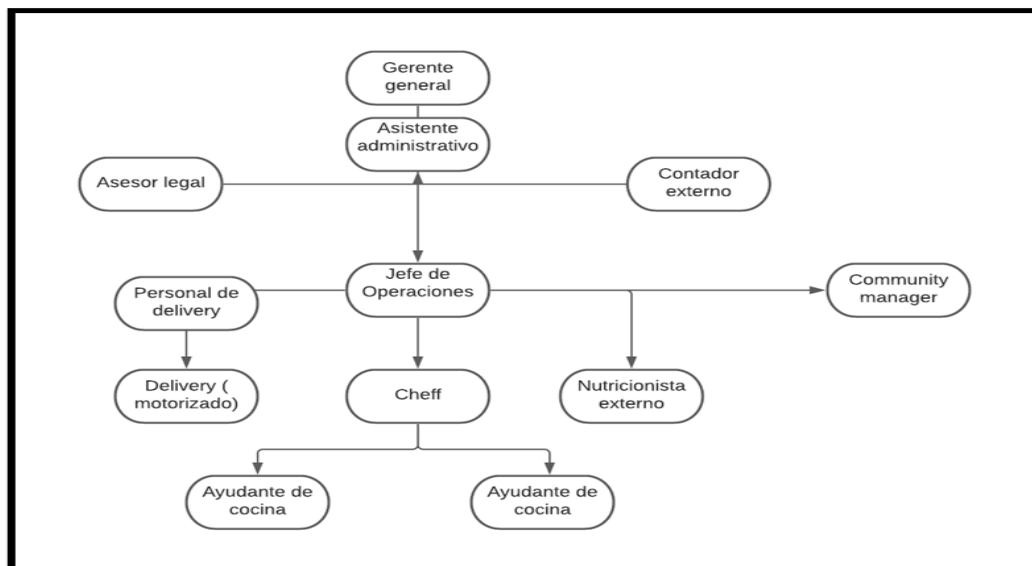 Gerente
general
Asistente
administrativo
Asesor legal
Contador
externo
Jefe de
Operaciones
Personal de
delivery
Community
manager
Delivery (
motorizado)
Cheff
Nutricionista
externo
Ayudante de
cocina
Ayudante de
cocina